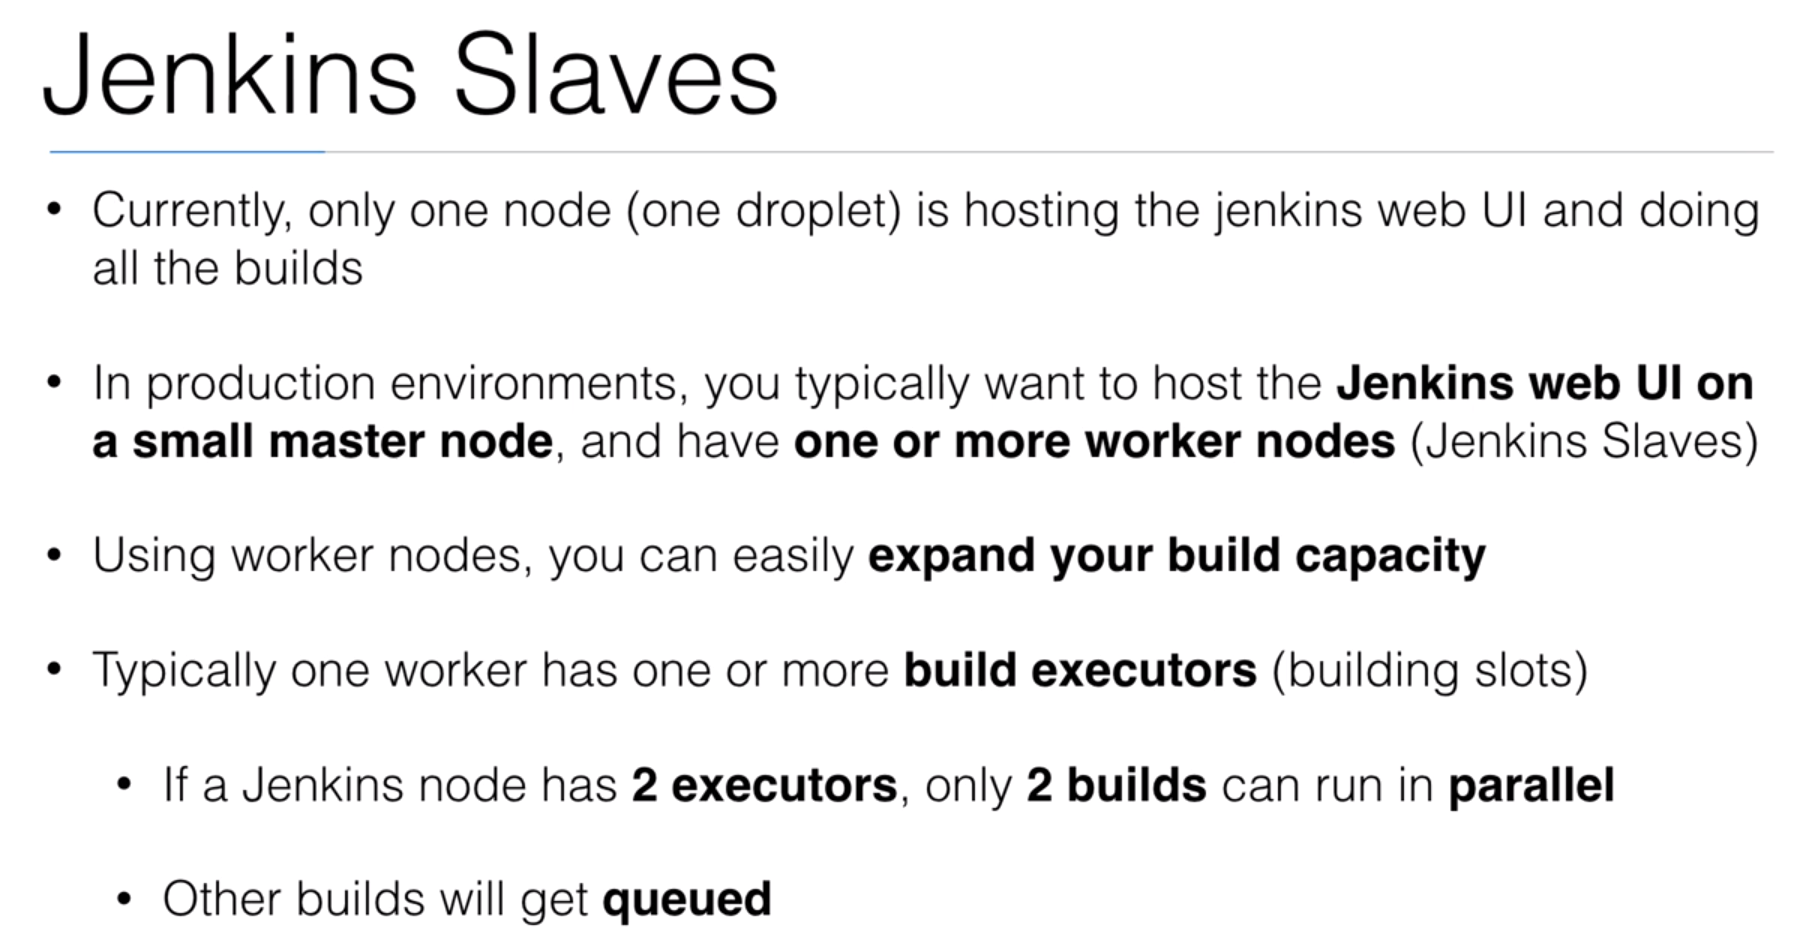 Jenkins Slaves
• Currently, only one node (one droplet) is hosting the jenkins web UI and doing
all the builds
• In production environments, you typically want to host the Jenkins web UI on
a small master node, and have one or more worker nodes (Jenkins Slaves)
• Using worker nodes, you can easily expand your build capacity
• Typically one worker has one or more build executors (building slots)
• If a Jenkins node has 2 executors, only 2 builds can run in parallel
• Other builds will get queued